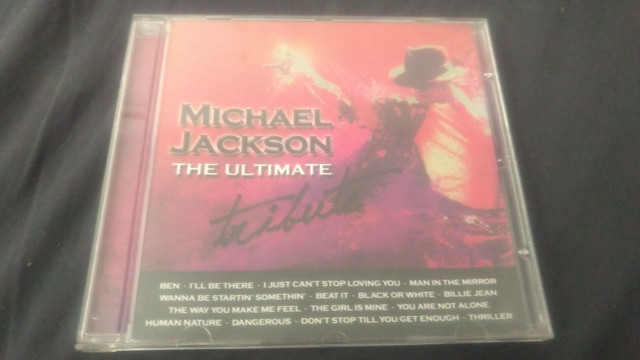 MICHAEL
JACKSON
THE ULTIMATE
tribute
BEN - I'LL BE THERE - I JUST CAN'T STOP LOVING YOU - MAN IN THE MIRROR
WANNA BE STARTIN' SOMETHIN' - BEAT IT - BLACK OR WHITE - BILLIE JEAN
THE WAY YOU MAKE ME FEEL - THE GIRL IS MINE - YOU ARE NOT ALONE
HUMAN NATURE - DANGEROUS - DON'T STOP TILL YOU GET ENOUGH - THRILLER